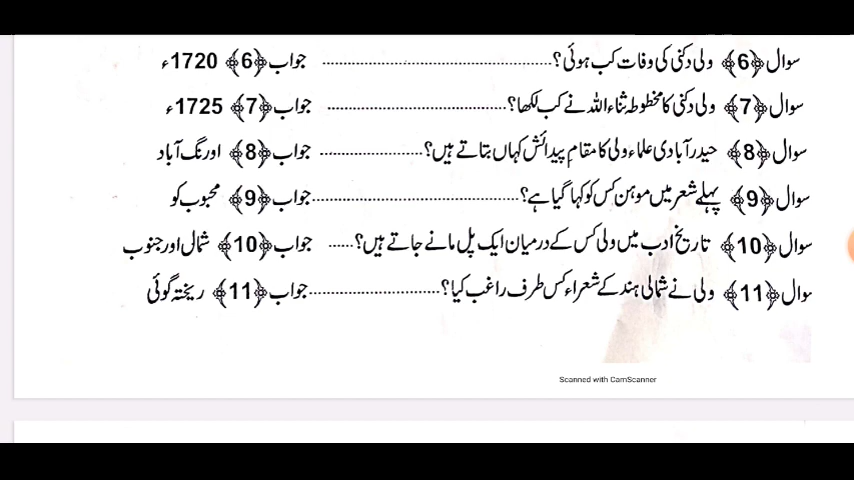 سوال ﴿6﴾ ولی دکنی کی وفات کب ہوئی؟ ........................................................ جواب ﴿6﴾ 1720ء
سوال ﴿7﴾ ولی دکنی کا مخطوطہ ثناء اللہ نے کب لکھا؟ ............................................ جواب ﴿7﴾ 1725ء
سوال ﴿8﴾ حیدرآبادی علماء ولی کا مقامِ پیدائش کہاں بتاتے ہیں؟ ......................... جواب ﴿8﴾ اورنگ آباد
سوال ﴿9﴾ پہلے شعر میں موہن کس کو کہا گیا ہے؟ .................................................. جواب ﴿9﴾ محبوب کو
سوال ﴿10﴾ تاریخ ادب میں ولی کس کے درمیان ایک پل مانے جاتے ہیں؟ ...... جواب ﴿10﴾ شمال اور جنوب
سوال ﴿11﴾ ولی نے شمالی ہند کے شعراء کس طرف راغب کیا؟ ................................ جواب ﴿11﴾ ریختہ گوئی
Scanned with CamScanner